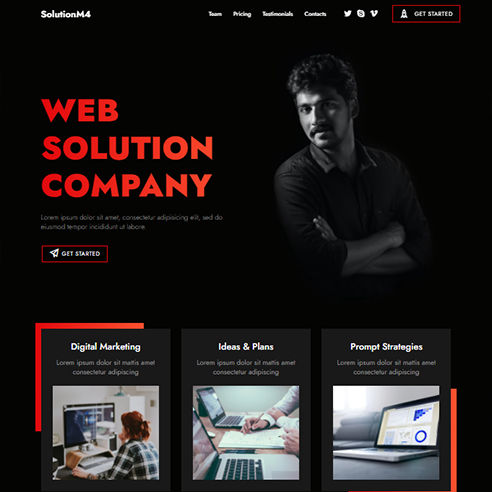 SolutionM4
Team Pricing Testimonials Contacts
GET STARTED
WEB
SOLUTION
COMPANY
Lorem ipsum dolor sit amet, consectetur adipisicing elit, sed do
eiusmod tempor incididunt ut labore
GET STARTED
Digital Marketing
Lorem ipsum dolor sit mattis amet
consectetur adipiscing
Ideas & Plans
Lorem ipsum dolor sit mattis amet
consectetur adipiscing
Prompt Strategies
Lorem ipsum dolor sit mattis amet
consectetur adipiscing